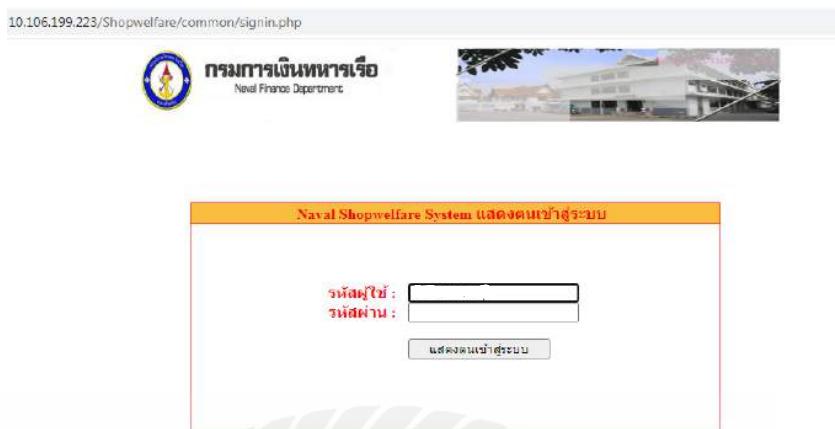 10.106.199.223/Shopwelfare/common/signin.php
กรมการเงินทหารเรือ
Naval Finance Department
Naval Shopwelfare System แสดงตนเข้าสู่ระบบ
รหัสผู้ใช้ :
รหัสผ่าน :
แสดงตนเข้าสู่ระบบ